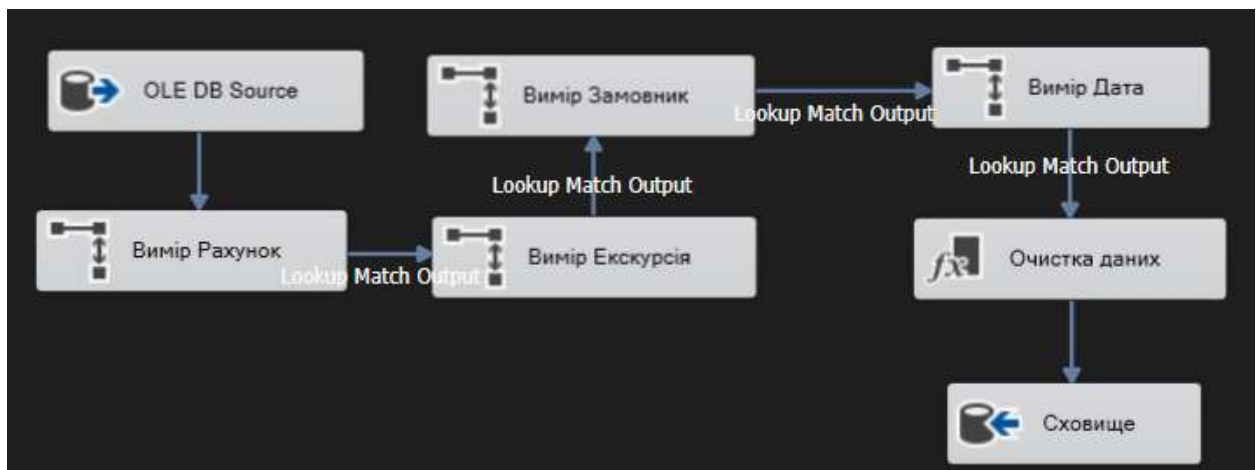 OLE DB Source
Вимір Рахунок
Lookup Match Output
Вимір Екскурсія
Lookup Match Output
Вимір Замовник
Lookup Match Output
Вимір Дата
Lookup Match Output
Очистка даних
Сховище